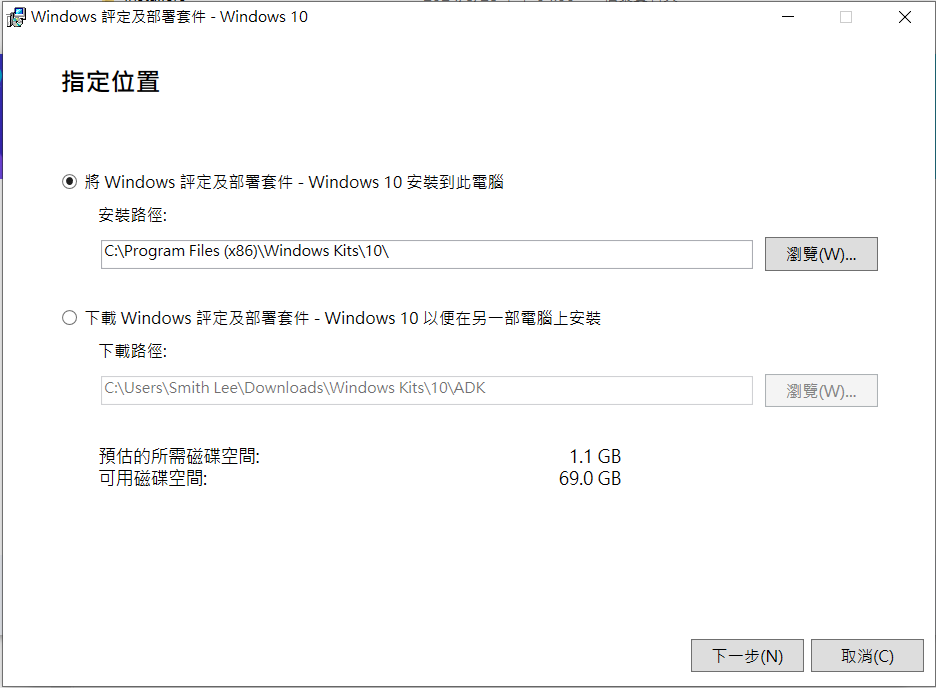 Windows 評定及部署套件 - Windows 10
指定位置
將 Windows 評定及部署套件 - Windows 10 安裝到此電腦
安裝路徑:
C:\Program Files (x86)\Windows Kits\10\
瀏覽(W)...
下載 Windows 評定及部署套件 - Windows 10 以便在另一部電腦上安裝
下載路徑:
C:\Users\Smith Lee\Downloads\Windows Kits\10\ADK
瀏覽(W)...
預估的所需磁碟空間: 1.1 GB
可用磁碟空間: 69.0 GB
下一步(N) 取消(C)